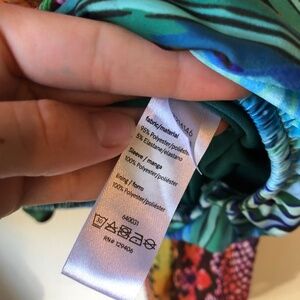 fabric/material
95% Polyester/poliéster
5% Elastane/elastano
Sleeve / manga
100% Polyester/poliéster
lining / forro
100% Polyester/poliéster
640031
RN# 129406